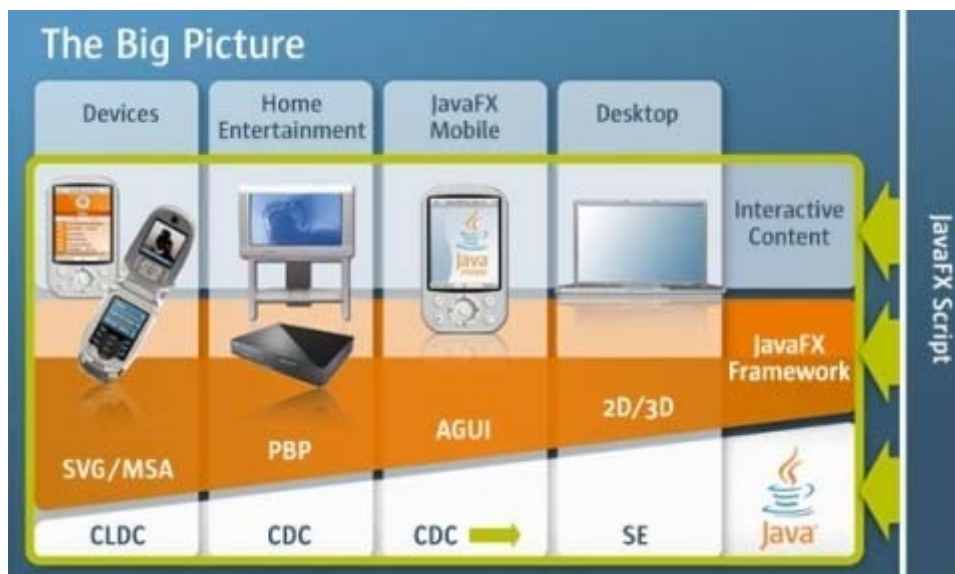 The Big Picture
Devices
Home
Entertainment
JavaFX
Mobile
Desktop
Interactive
Content
Java
JavaFX
Framework
SVG/MSA
PBP
AGUI
2D/3D
CLDC
CDC
CDC
SE
Java
JavaFX Script